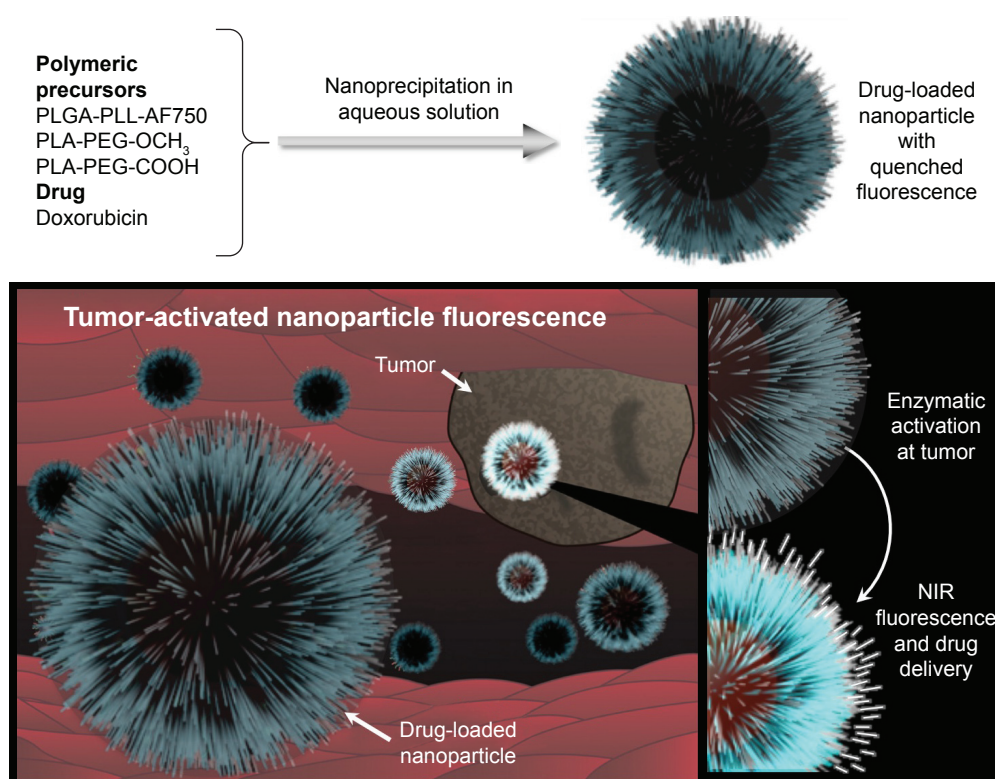 Polymeric
precursors
PLGA-PLL-AF750
PLA-PEG-OCH₃
PLA-PEG-COOH
Drug
Doxorubicin
Nanoprecipitation in
aqueous solution
Drug-loaded
nanoparticle
with
quenched
fluorescence
Tumor-activated nanoparticle fluorescence
Tumor
Drug-loaded
nanoparticle
Enzymatic
activation
at tumor
NIR
fluorescence
and drug
delivery